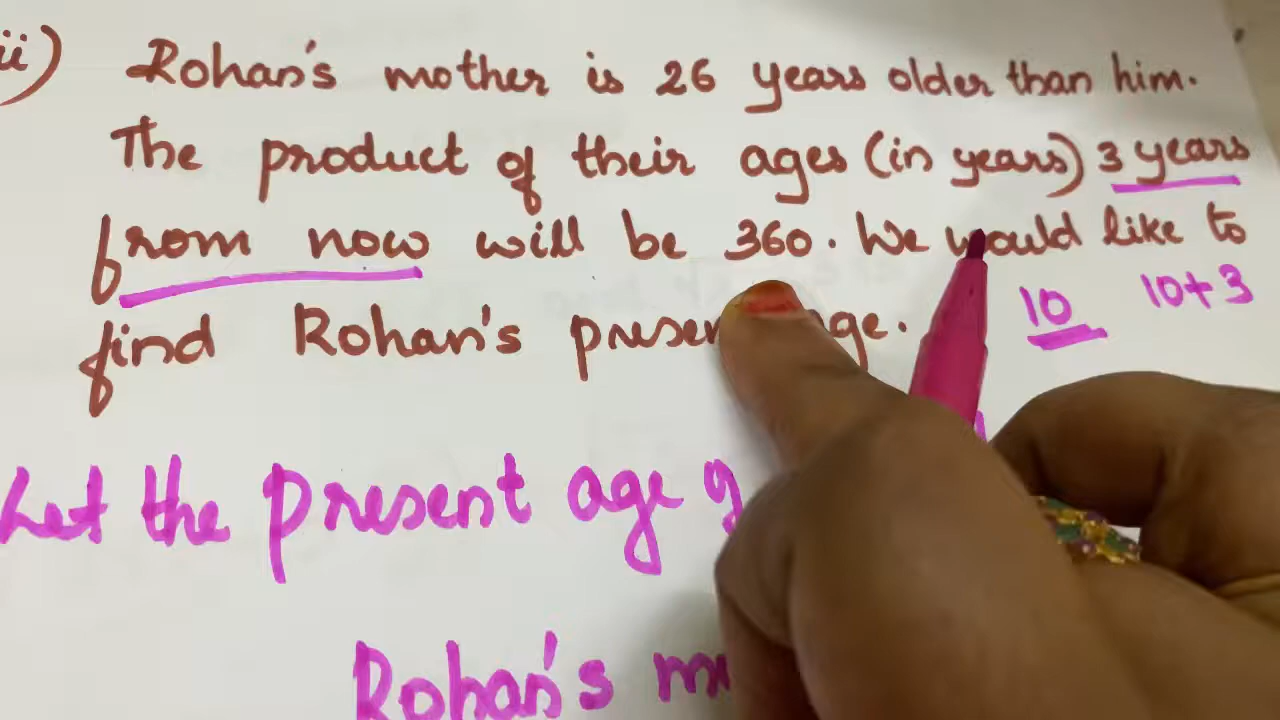 ii) Rohan's mother is 26 years older than him.
The product of their ages (in years) 3 years
from now will be 360. We would like to
find Rohan's present age.
10 10+3
Let the present age
Rohan's